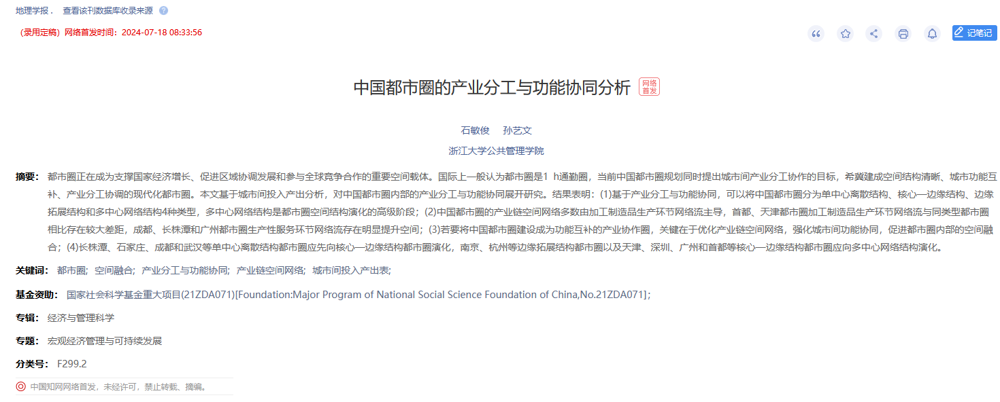 地理学报． 查看该刊数据库收录来源 ?
（录用定稿）网络首发时间：2024-07-18 08:33:56
记笔记
中国都市圈的产业分工与功能协同分析 网络首发
石敏俊 孙艺文
浙江大学公共管理学院
摘要： 都市圈正在成为支撑国家经济增长、促进区域协调发展和参与全球竞争合作的重要空间载体。国际上一般认为都市圈是1 h通勤圈，当前中国都市圈规划同时提出城市间产业分工协作的目标，希冀建成空间结构清晰、城市功能互
补、产业分工协调的现代化都市圈。本文基于城市间投入产出分析，对中国都市圈内部的产业分工与功能协同展开研究。结果表明：(1)基于产业分工与功能协同，可以将中国都市圈分为单中心离散结构、核心—边缘结构、边缘
拓展结构和多中心网络结构4种类型，多中心网络结构是都市圈空间结构演化的高级阶段；(2)中国都市圈的产业链空间网络多数由加工制造品生产环节网络流主导，首都、天津都市圈加工制造品生产环节网络流与同类型都市圈
相比存在较大差距，成都、长株潭和广州都市圈生产性服务环节网络流存在明显提升空间；(3)若要将中国都市圈建设成为功能互补的产业协作圈，关键在于优化产业链空间网络，强化城市间功能协同，促进都市圈内部的空间融
合；(4)长株潭、石家庄、成都和武汉等单中心离散结构都市圈应先向核心—边缘结构都市圈演化，南京、杭州等边缘拓展结构都市圈以及天津、深圳、广州和首都等核心—边缘结构都市圈应向多中心网络结构演化。
关键词： 都市圈; 空间融合; 产业分工与功能协同; 产业链空间网络; 城市间投入产出表;
基金资助： 国家社会科学基金重大项目(21ZDA071)[Foundation:Major Program of National Social Science Foundation of China,No.21ZDA071]；
专辑： 经济与管理科学
专题： 宏观经济管理与可持续发展
分类号： F299.2
中国知网网络首发，未经许可，禁止转载、摘编。